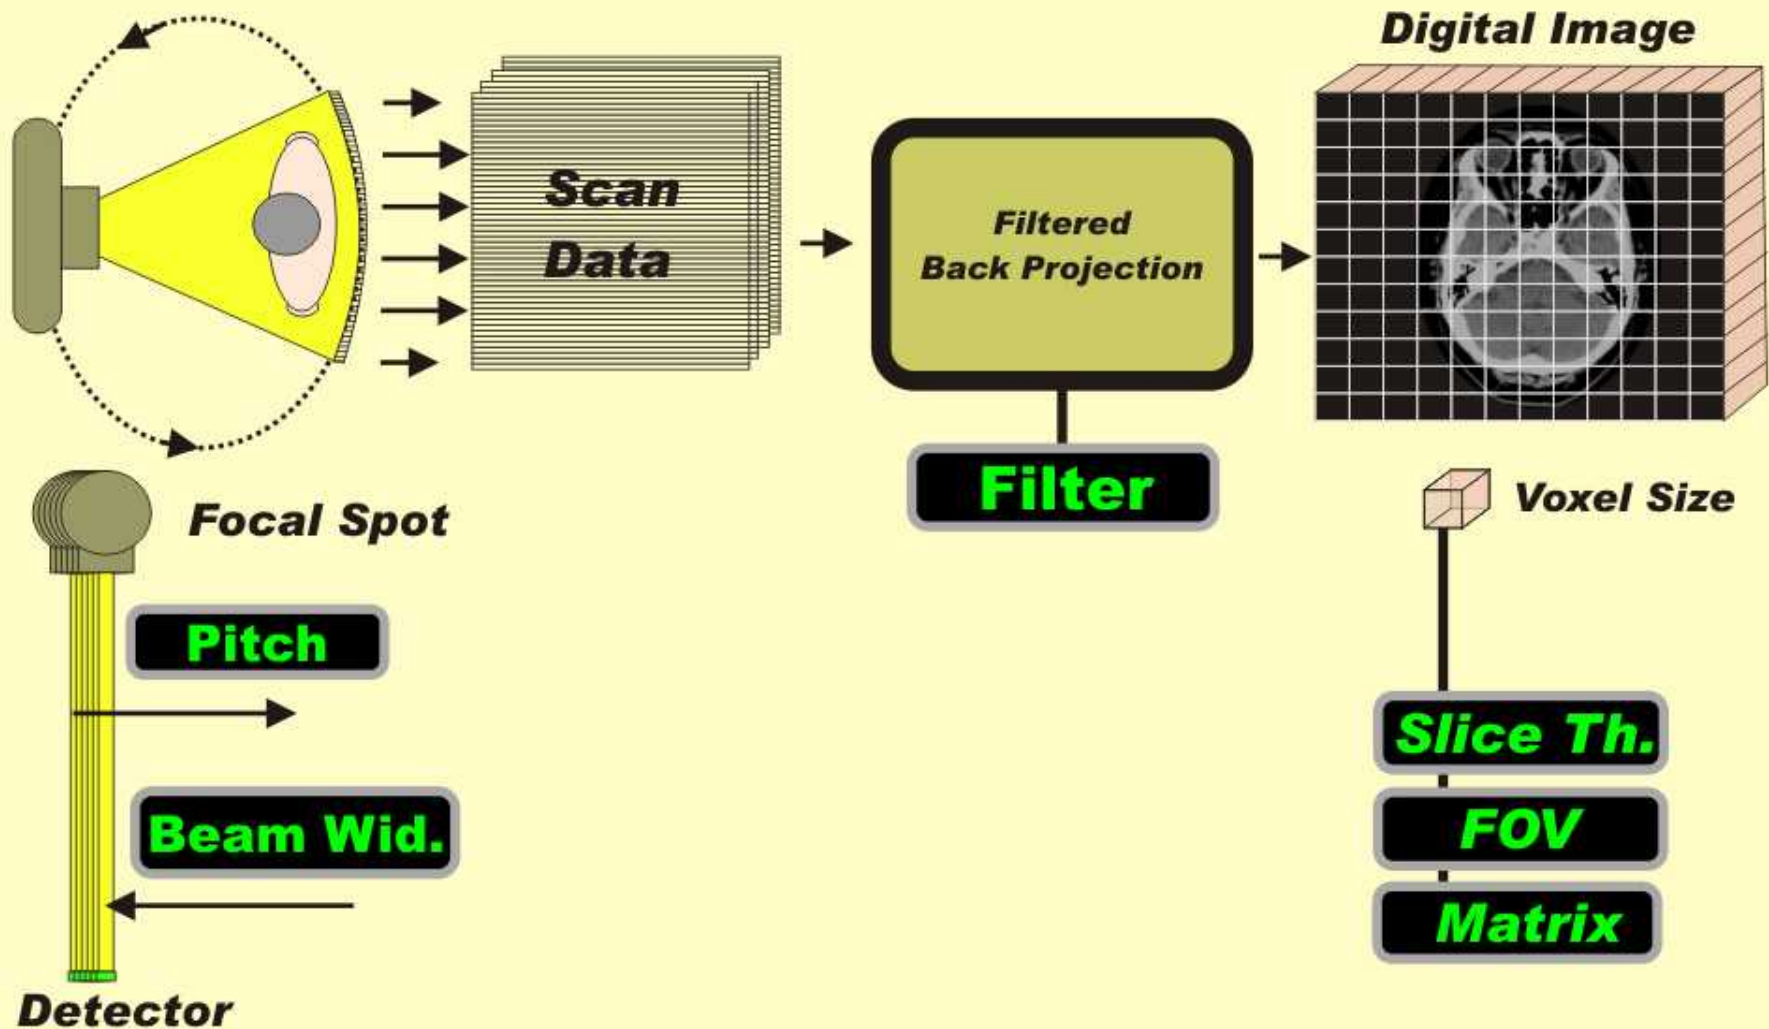 Digital Image
Scan
Data
Filtered
Back Projection
Filter
Focal Spot
Voxel Size
Pitch
Beam Wid.
Slice Th.
FOV
Matrix
Detector